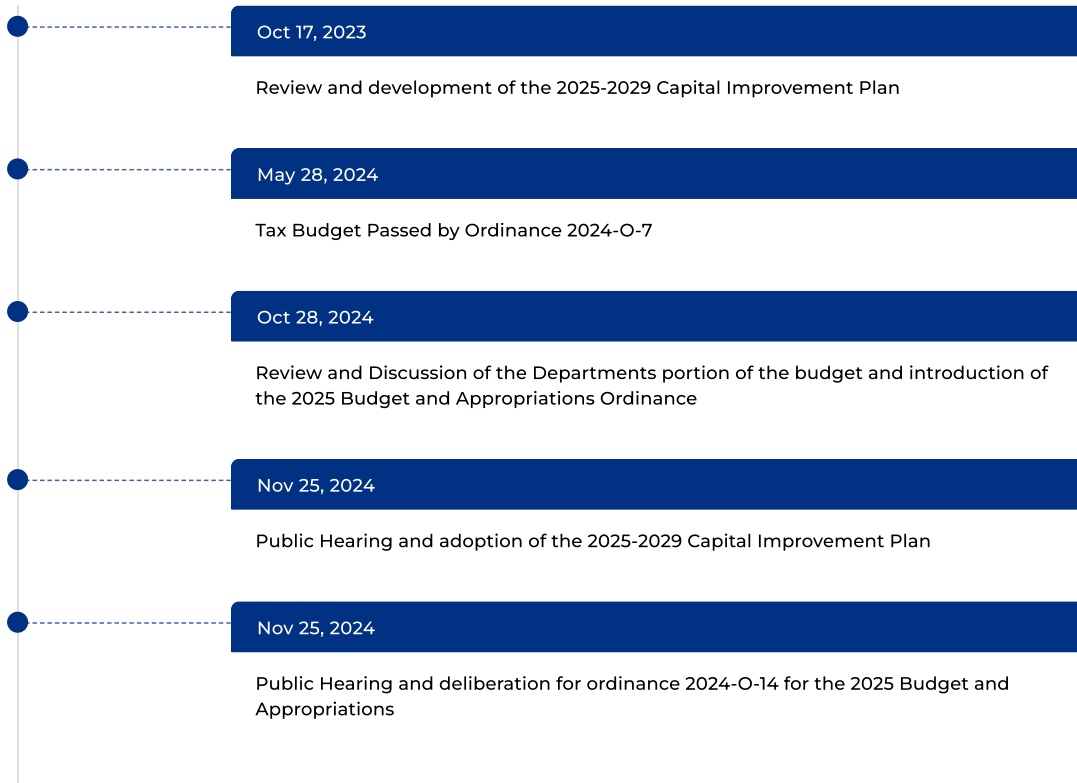 Oct 17, 2023
Review and development of the 2025-2029 Capital Improvement Plan
May 28, 2024
Tax Budget Passed by Ordinance 2024-O-7
Oct 28, 2024
Review and Discussion of the Departments portion of the budget and introduction of
the 2025 Budget and Appropriations Ordinance
Nov 25, 2024
Public Hearing and adoption of the 2025-2029 Capital Improvement Plan
Nov 25, 2024
Public Hearing and deliberation for ordinance 2024-O-14 for the 2025 Budget and
Appropriations